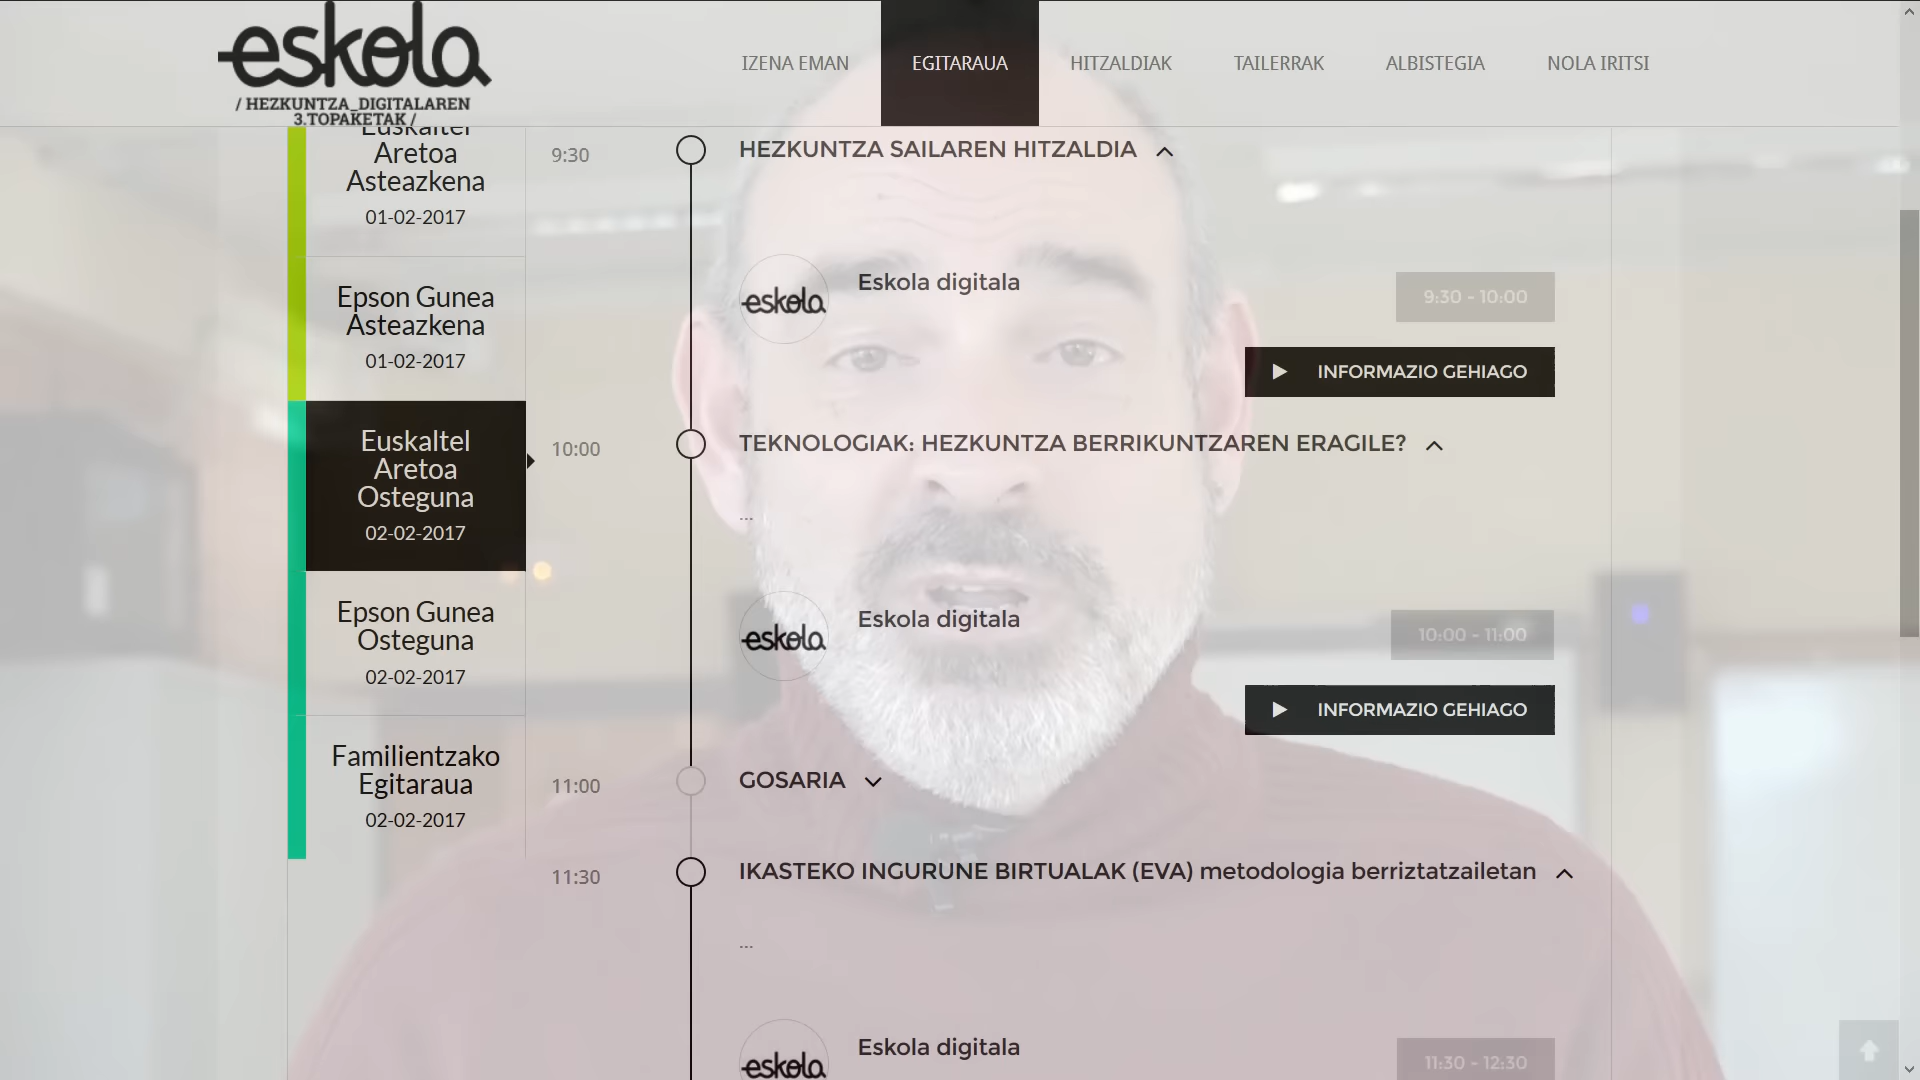 eskola
/ HEZKUNTZA_DIGITALAREN
3.TOPAKETAK /
IZENA EMAN
EGITARAUA
HITZALDIAK
TAILERRAK
ALBISTEGIA
NOLA IRITSI
Euskaltel
Aretoa
Asteazkena
01-02-2017
Epson Gunea
Asteazkena
01-02-2017
Euskaltel
Aretoa
Osteguna
02-02-2017
Epson Gunea
Osteguna
02-02-2017
Familientzako
Egitaraua
02-02-2017
9:30
HEZKUNTZA SAILAREN HITZALDIA
eskola
Eskola digitala
9:30 - 10:00
INFORMAZIO GEHIAGO
10:00
TEKNOLOGIAK: HEZKUNTZA BERRIKUNTZAREN ERAGILE?
...
eskola
Eskola digitala
10:00 - 11:00
INFORMAZIO GEHIAGO
11:00
GOSARIA
11:30
IKASTEKO INGURUNE BIRTUALAK (EVA) metodologia berriztatzailetan
...
eskola
Eskola digitala
11:30 - 12:30